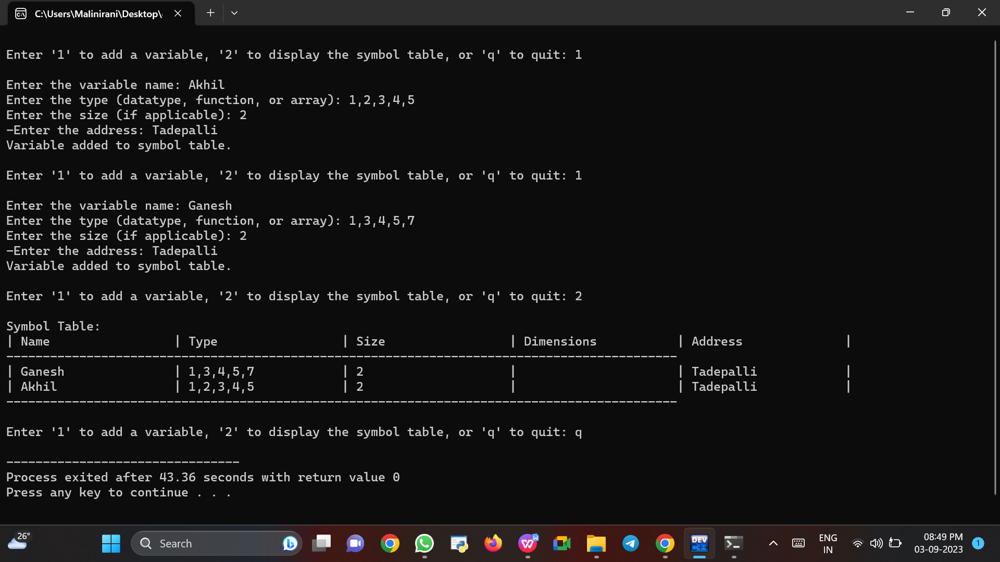 C:\Users\Malinirani\Desktop\
Enter '1' to add a variable, '2' to display the symbol table, or 'q' to quit: 1
Enter the variable name: Akhil
Enter the type (datatype, function, or array): 1,2,3,4,5
Enter the size (if applicable): 2
-Enter the address: Tadepalli
Variable added to symbol table.
Enter '1' to add a variable, '2' to display the symbol table, or 'q' to quit: 1
Enter the variable name: Ganesh
Enter the type (datatype, function, or array): 1,3,4,5,7
Enter the size (if applicable): 2
-Enter the address: Tadepalli
Variable added to symbol table.
Enter '1' to add a variable, '2' to display the symbol table, or 'q' to quit: 2
Symbol Table:
| Name | Type | Size | Dimensions | Address |
--------------------------------------------------------------------------------------------
| Ganesh | 1,3,4,5,7 | 2 | | Tadepalli |
| Akhil | 1,2,3,4,5 | 2 | | Tadepalli |
--------------------------------------------------------------------------------------------
Enter '1' to add a variable, '2' to display the symbol table, or 'q' to quit: q
--------------------------------
Process exited after 43.36 seconds with return value 0
Press any key to continue . . .
26°
Search
DEV
C++
ENG
IN
08:49 PM
03-09-2023
1